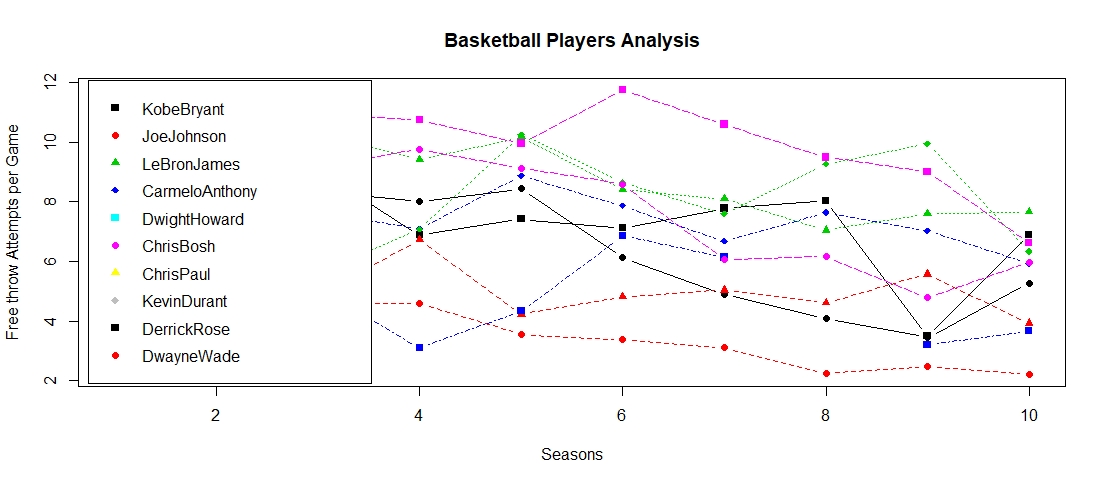 Basketball Players Analysis
Free throw Attempts per Game
12
10
8
6
4
2
KobeBryant
JoeJohnson
LeBronJames
CarmeloAnthony
DwightHoward
ChrisBosh
ChrisPaul
KevinDurant
DerrickRose
DwayneWade
2 4 6 8 10
Seasons